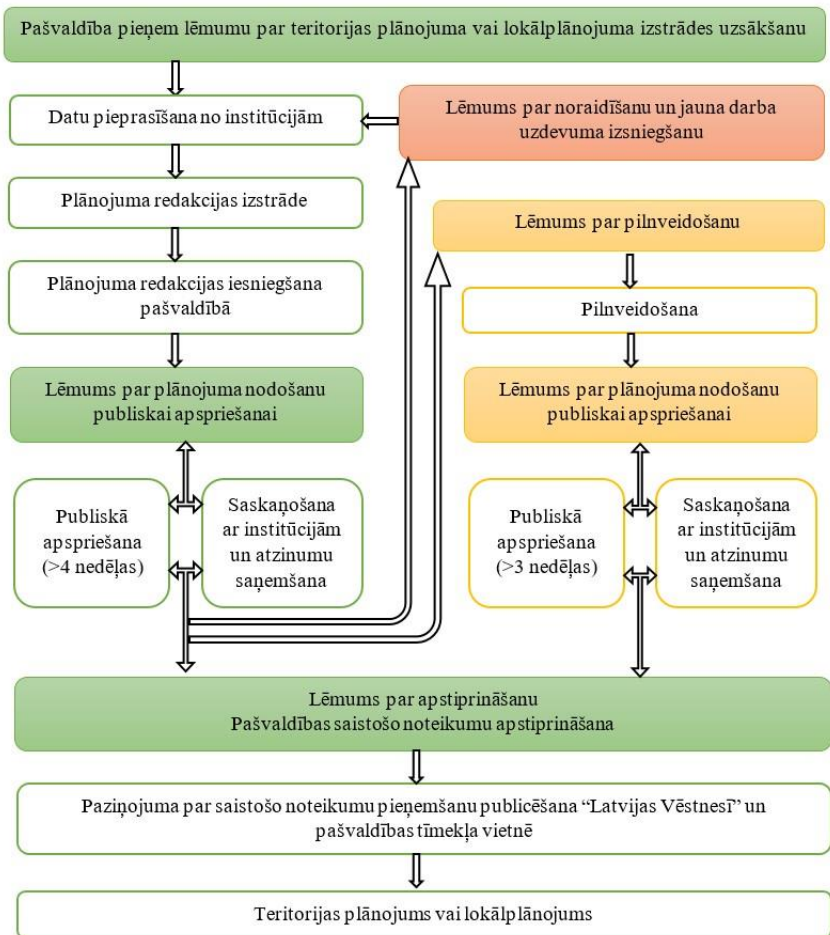 Pašvaldība pieņem lēmumu par teritorijas plānojuma vai lokālplānojuma izstrādes uzsākšanu
Datu pieprasīšana no institūcijām
Lēmums par noraidīšanu un jauna darba
uzdevuma izsniegšanu
Plānojuma redakcijas izstrāde
Lēmums par pilnveidošanu
Plānojuma redakcijas iesniegšana
pašvaldībā
Pilnveidošana
Lēmums par plānojuma nodošanu
publiskai apspriešanai
Lēmums par plānojuma nodošanu
publiskai apspriešanai
Publiskā
apspriešana
(>4 nedēļas)
Saskaņošana
ar institūcijām
un atzinumu
saņemšana
Publiskā
apspriešana
(>3 nedēļas)
Saskaņošana
ar institūcijām
un atzinumu
saņemšana
Lēmums par apstiprināšanu
Pašvaldības saistošo noteikumu apstiprināšana
Paziņojuma par saistošo noteikumu pieņemšanu publicēšana “Latvijas Vēstnesī” un
pašvaldības tīmekļa vietnē
Teritorijas plānojums vai lokālplānojums